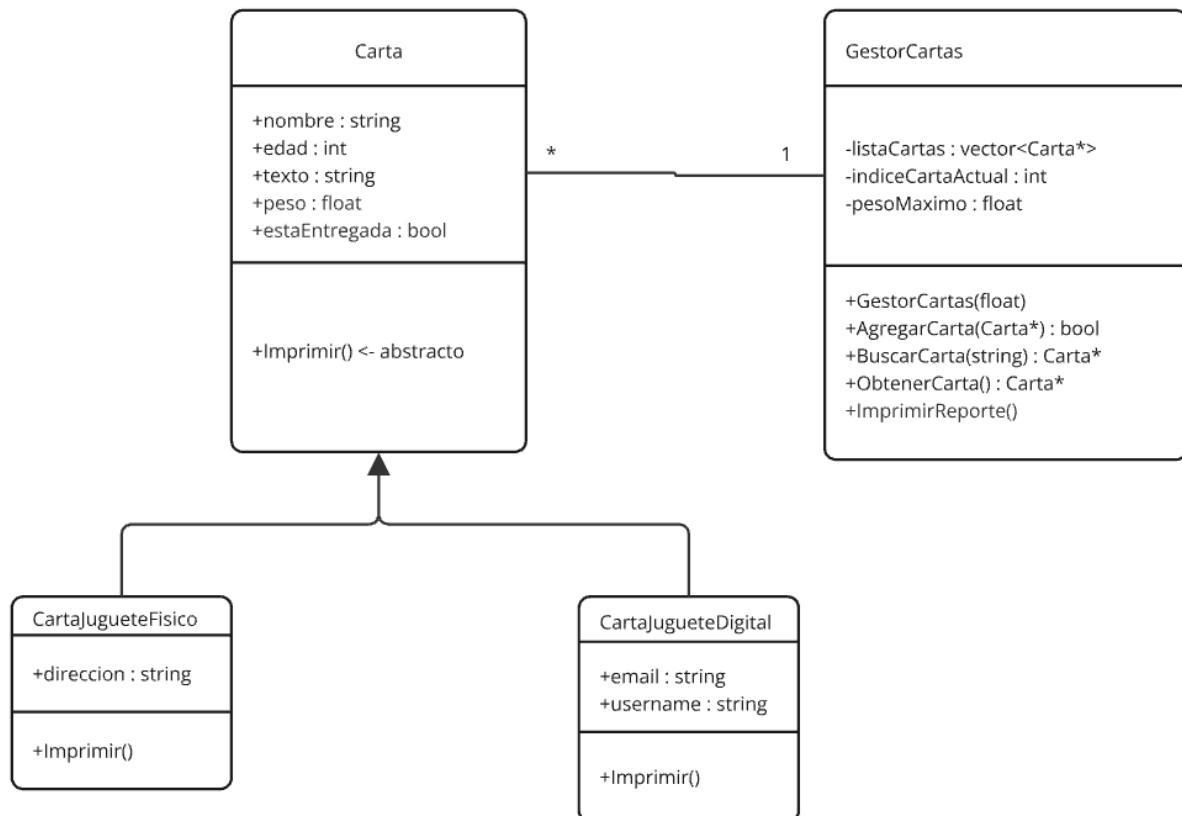 Carta
+nombre : string
+edad : int
+texto : string
+peso : float
+estaEntregada : bool
+Imprimir() <- abstracto
*
1
GestorCartas
-listaCartas : vector<Carta*>
-indiceCartaActual : int
-pesoMaximo : float
+GestorCartas(float)
+AgregarCarta(Carta*) : bool
+BuscarCarta(string) : Carta*
+ObtenerCarta() : Carta*
+ImprimirReporte()
CartaJugueteFisico
+direccion : string
+Imprimir()
CartaJugueteDigital
+email : string
+username : string
+Imprimir()